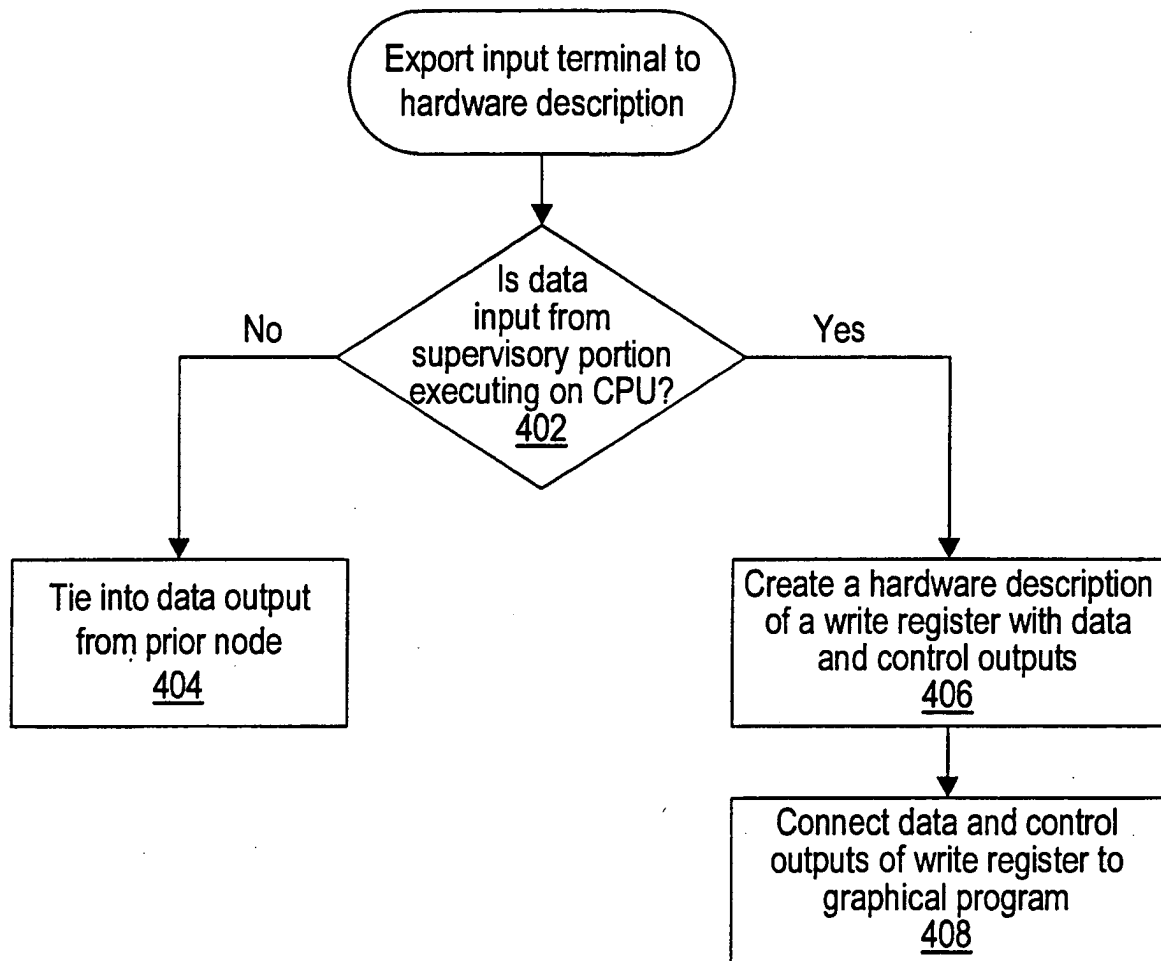 Export input terminal to
hardware description
Is data
input from
supervisory portion
executing on CPU?
402
No
Yes
Tie into data output
from prior node
404
Create a hardware description
of a write register with data
and control outputs
406
Connect data and control
outputs of write register to
graphical program
408